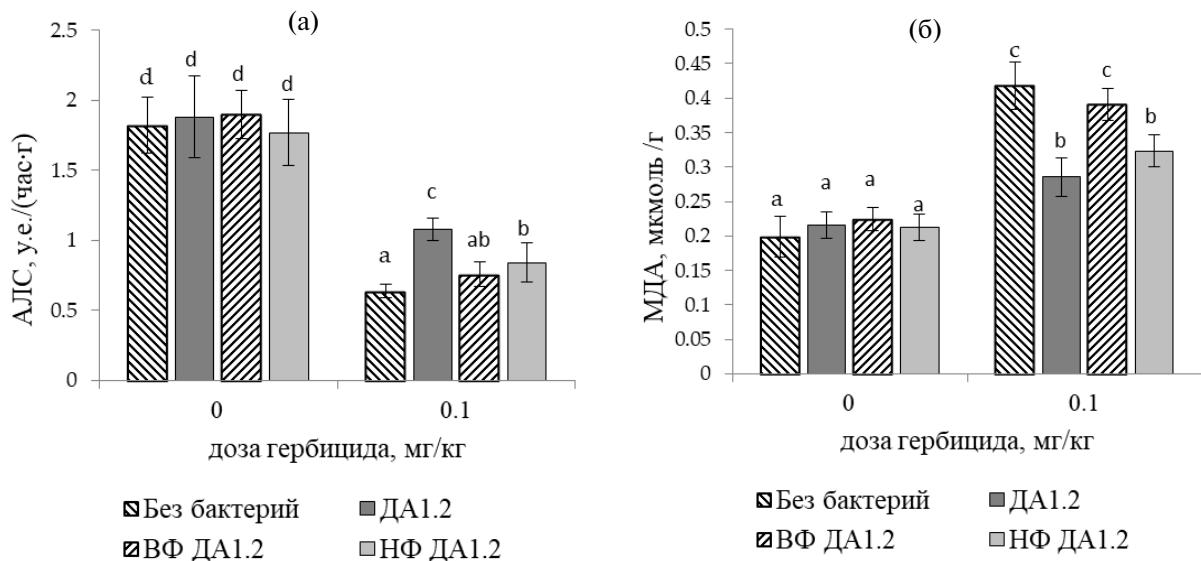 (а)
2.5
2
1.5
1
0.5
0
d
d
d
d
a
c
ab
b
АЛС, у.е./(час·г)
0
0.1
доза гербицида, мг/кг
Без бактерий
ДА1.2
ВФ ДА1.2
НФ ДА1.2
(б)
0.5
0.45
0.4
0.35
0.3
0.25
0.2
0.15
0.1
0.05
0
a
a
a
a
c
b
c
b
МДА, мкмоль /г
0
0.1
доза гербицида, мг/кг
Без бактерий
ДА1.2
ВФ ДА1.2
НФ ДА1.2